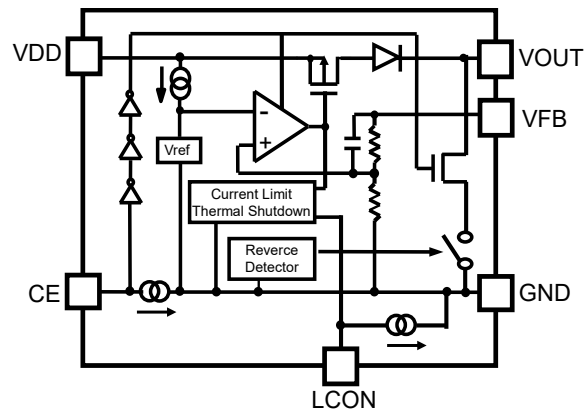 VDD
VOUT
VFB
-
+
Vref
Current Limit
Thermal Shutdown
Reverce
Detector
CE
GND
LCON